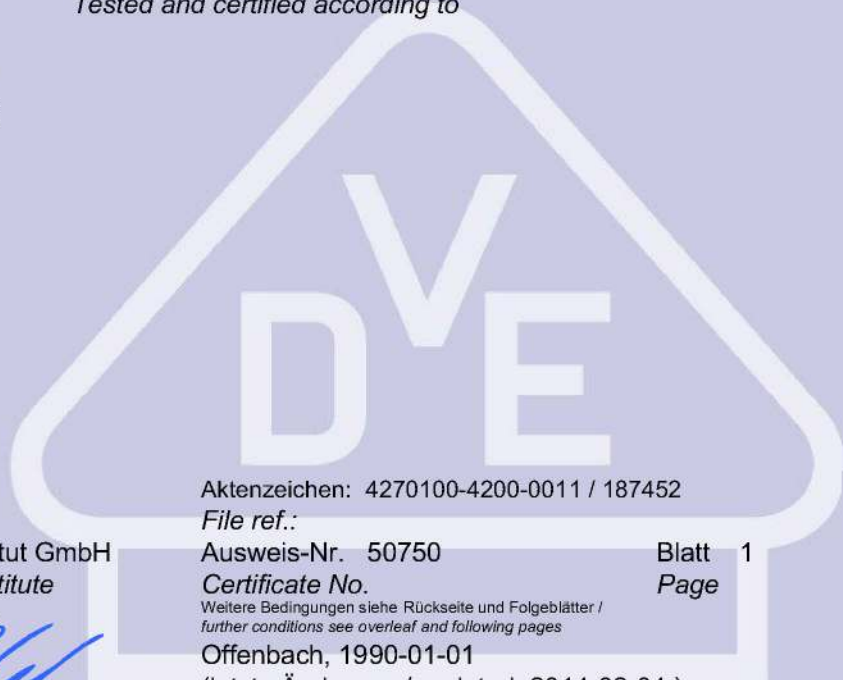 Tested and certified according to
VDE
Aktenzeichen: 4270100-4200-0011 / 187452
File ref.:
tut GmbH Ausweis-Nr. 50750 Blatt 1
titute Certificate No. Page
Weitere Bedingungen siehe Rückseite und Folgeblätter /
further conditions see overleaf and following pages
Offenbach, 1990-01-01